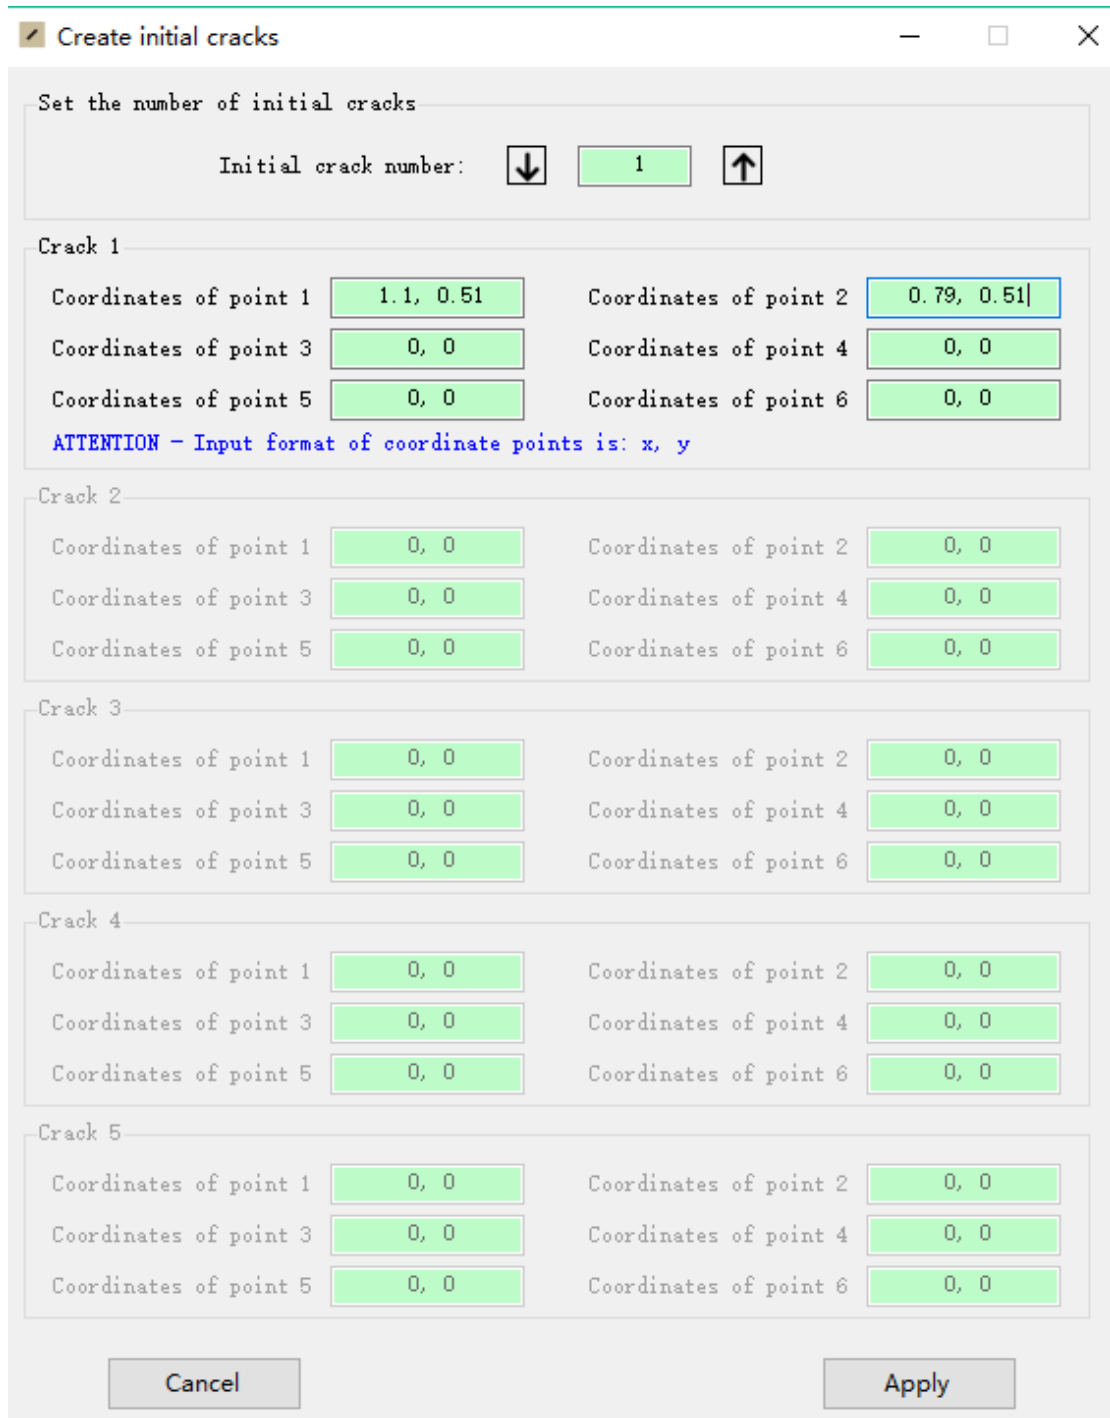 Create initial cracks
Set the number of initial cracks
Initial crack number: 1
Crack 1
Coordinates of point 1 1.1, 0.51 Coordinates of point 2 0.79, 0.51
Coordinates of point 3 0, 0 Coordinates of point 4 0, 0
Coordinates of point 5 0, 0 Coordinates of point 6 0, 0
ATTENTION - Input format of coordinate points is: x, y
Crack 2
Coordinates of point 1 0, 0 Coordinates of point 2 0, 0
Coordinates of point 3 0, 0 Coordinates of point 4 0, 0
Coordinates of point 5 0, 0 Coordinates of point 6 0, 0
Crack 3
Coordinates of point 1 0, 0 Coordinates of point 2 0, 0
Coordinates of point 3 0, 0 Coordinates of point 4 0, 0
Coordinates of point 5 0, 0 Coordinates of point 6 0, 0
Crack 4
Coordinates of point 1 0, 0 Coordinates of point 2 0, 0
Coordinates of point 3 0, 0 Coordinates of point 4 0, 0
Coordinates of point 5 0, 0 Coordinates of point 6 0, 0
Crack 5
Coordinates of point 1 0, 0 Coordinates of point 2 0, 0
Coordinates of point 3 0, 0 Coordinates of point 4 0, 0
Coordinates of point 5 0, 0 Coordinates of point 6 0, 0
Cancel Apply